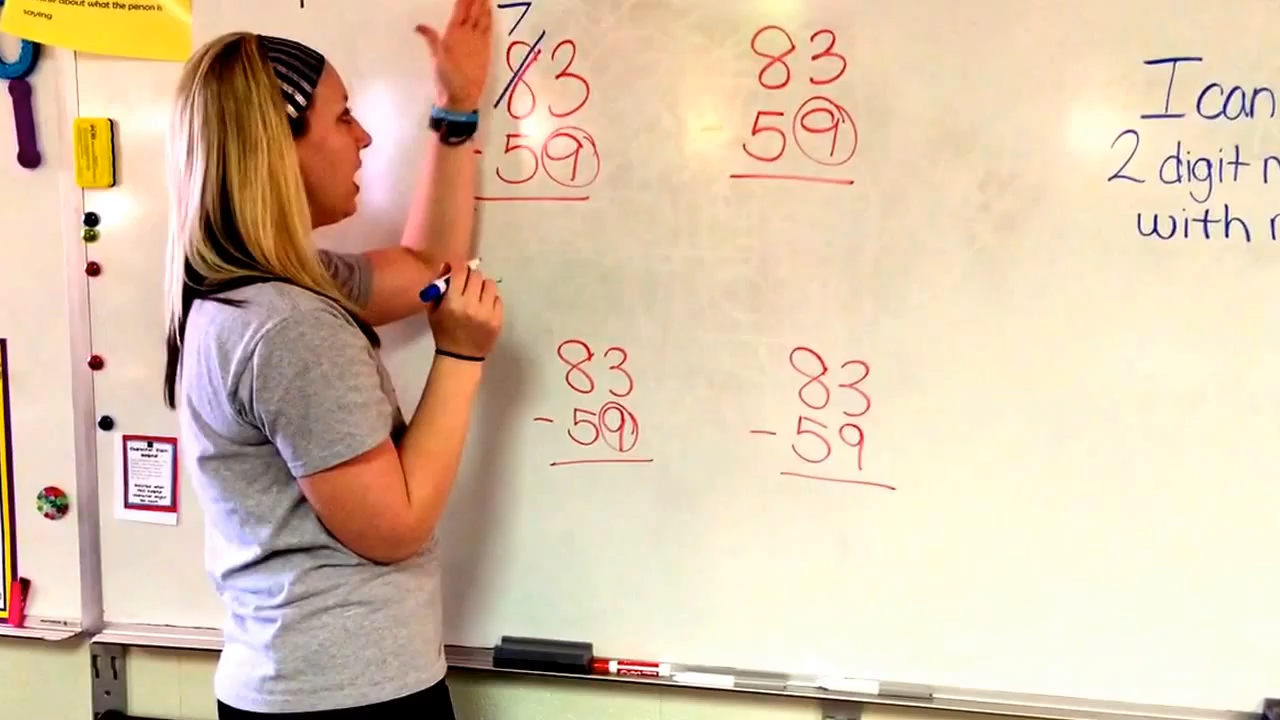 about what the person is
saying
7
83
- 59
83
- 59
I can
2 digit
with
83
- 59
83
- 59